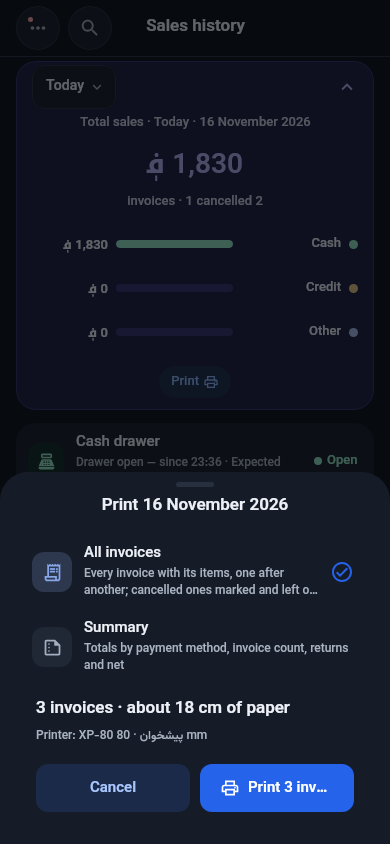 Sales history
Today
Total sales · Today · 16 November 2026
؋ 1,830
invoices · 1 cancelled 2
؋ 1,830
Cash
؋ 0
Credit
؋ 0
Other
Print
Cash drawer
Drawer open — since 23:36 · Expected
Open
Print 16 November 2026
All invoices
Every invoice with its items, one after
another; cancelled ones marked and left o…
Summary
Totals by payment method, invoice count, returns
and net
3 invoices · about 18 cm of paper
Printer: XP-80 80 · پیشخوان mm
Cancel
Print 3 inv…